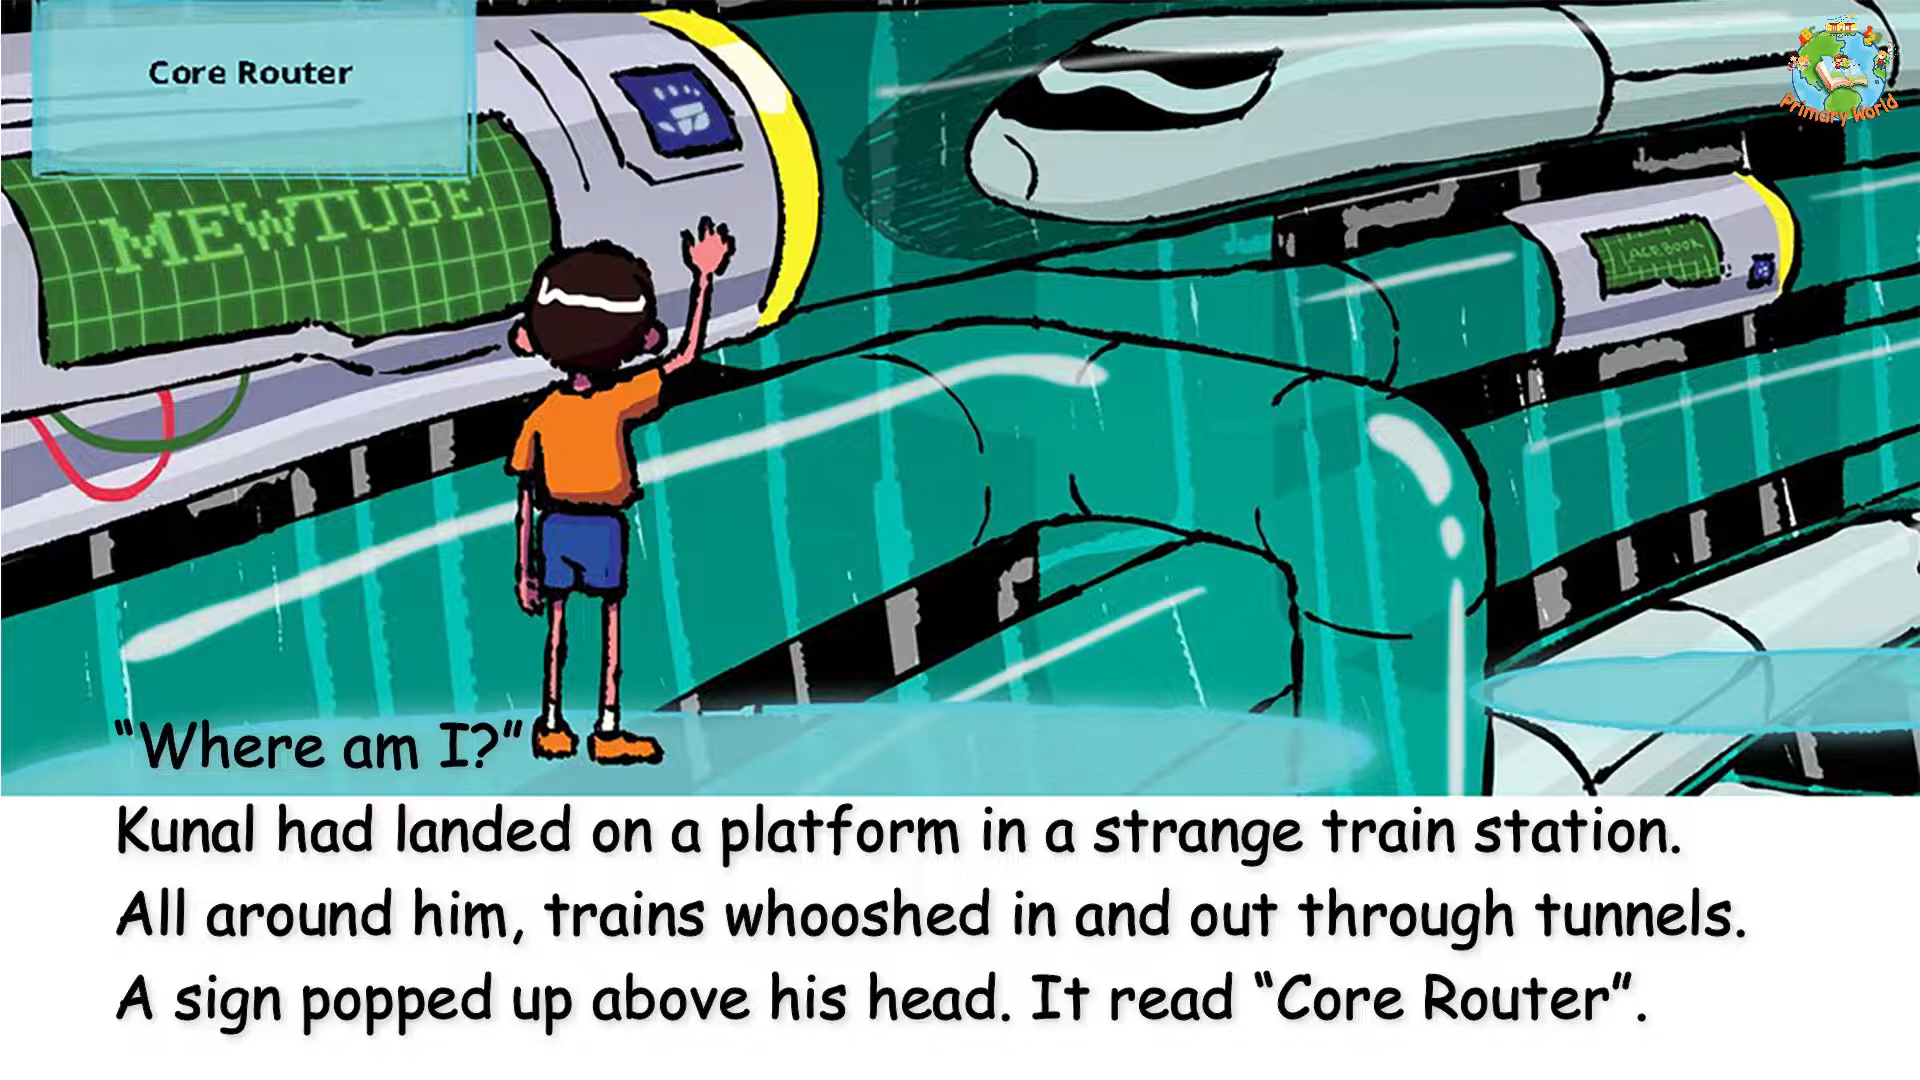 Core Router
Primary World
MEWTUBE
“Where am I?”
Kunal had landed on a platform in a strange train station.
All around him, trains whooshed in and out through tunnels.
A sign popped up above his head. It read “Core Router”.